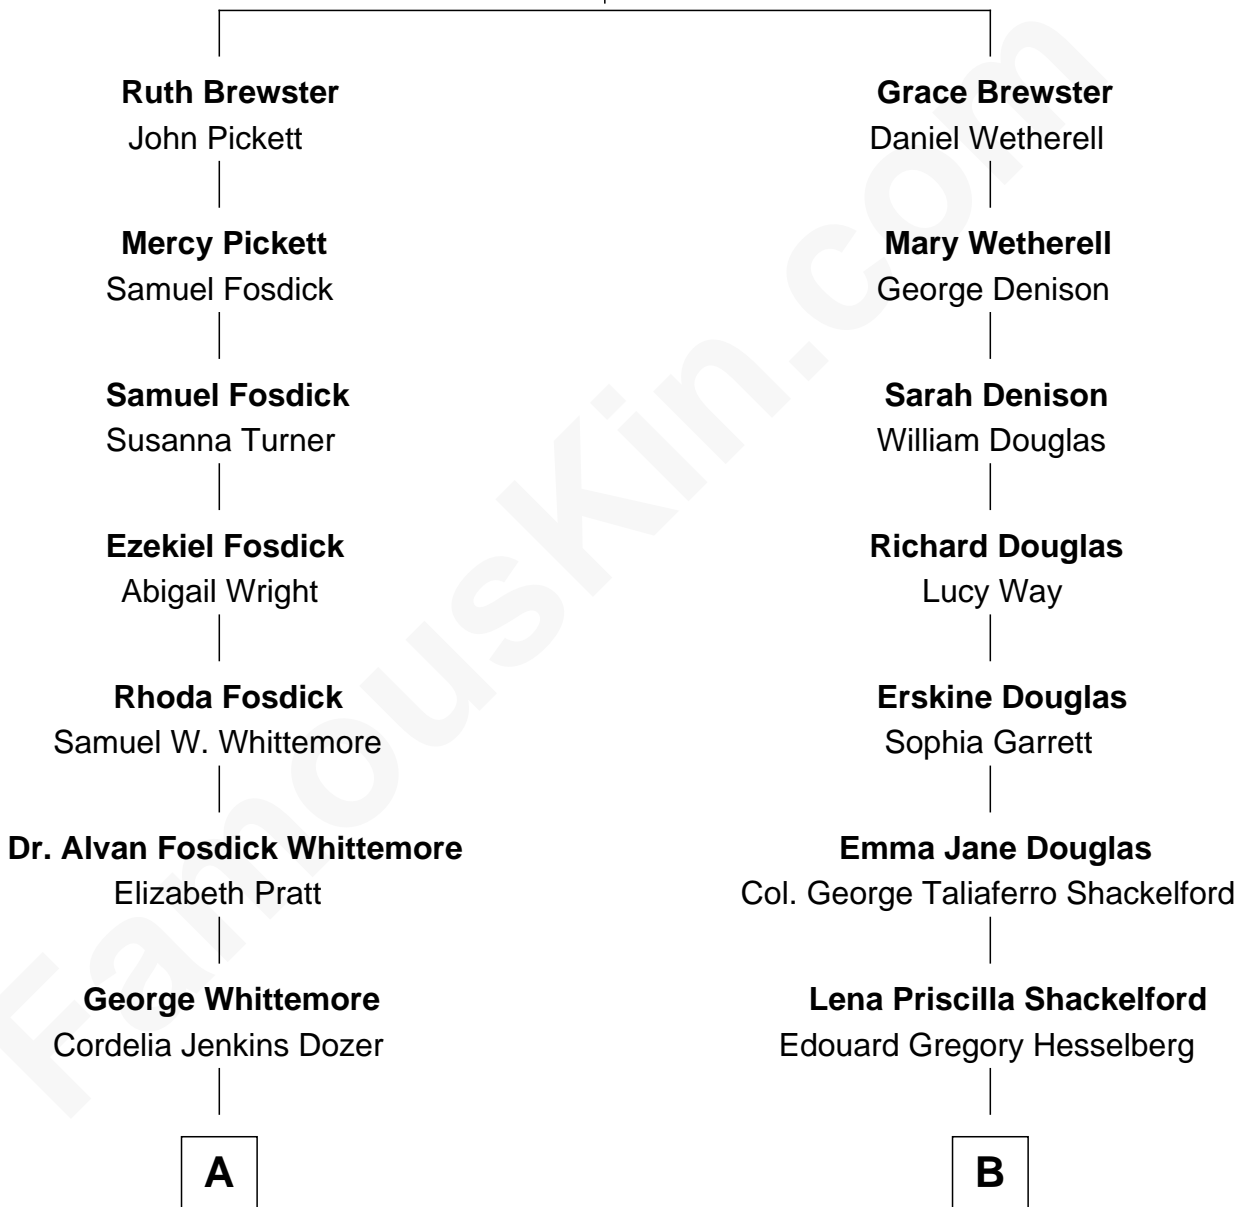 Ruth Brewster
John Pickett
Mercy Pickett
Samuel Fosdick
Samuel Fosdick
Susanna Turner
Ezekiel Fosdick
Abigail Wright
Rhoda Fosdick
Samuel W. Whittemore
Dr. Alvan Fosdick Whittemore
Elizabeth Pratt
George Whittemore
Cordelia Jenkins Dozer
A
Grace Brewster
Daniel Wetherell
Mary Wetherell
George Denison
Sarah Denison
William Douglas
Richard Douglas
Lucy Way
Erskine Douglas
Sophia Garrett
Emma Jane Douglas
Col. George Taliaferro Shackelford
Lena Priscilla Shackelford
Edouard Gregory Hesselberg
B
FamousKin.com